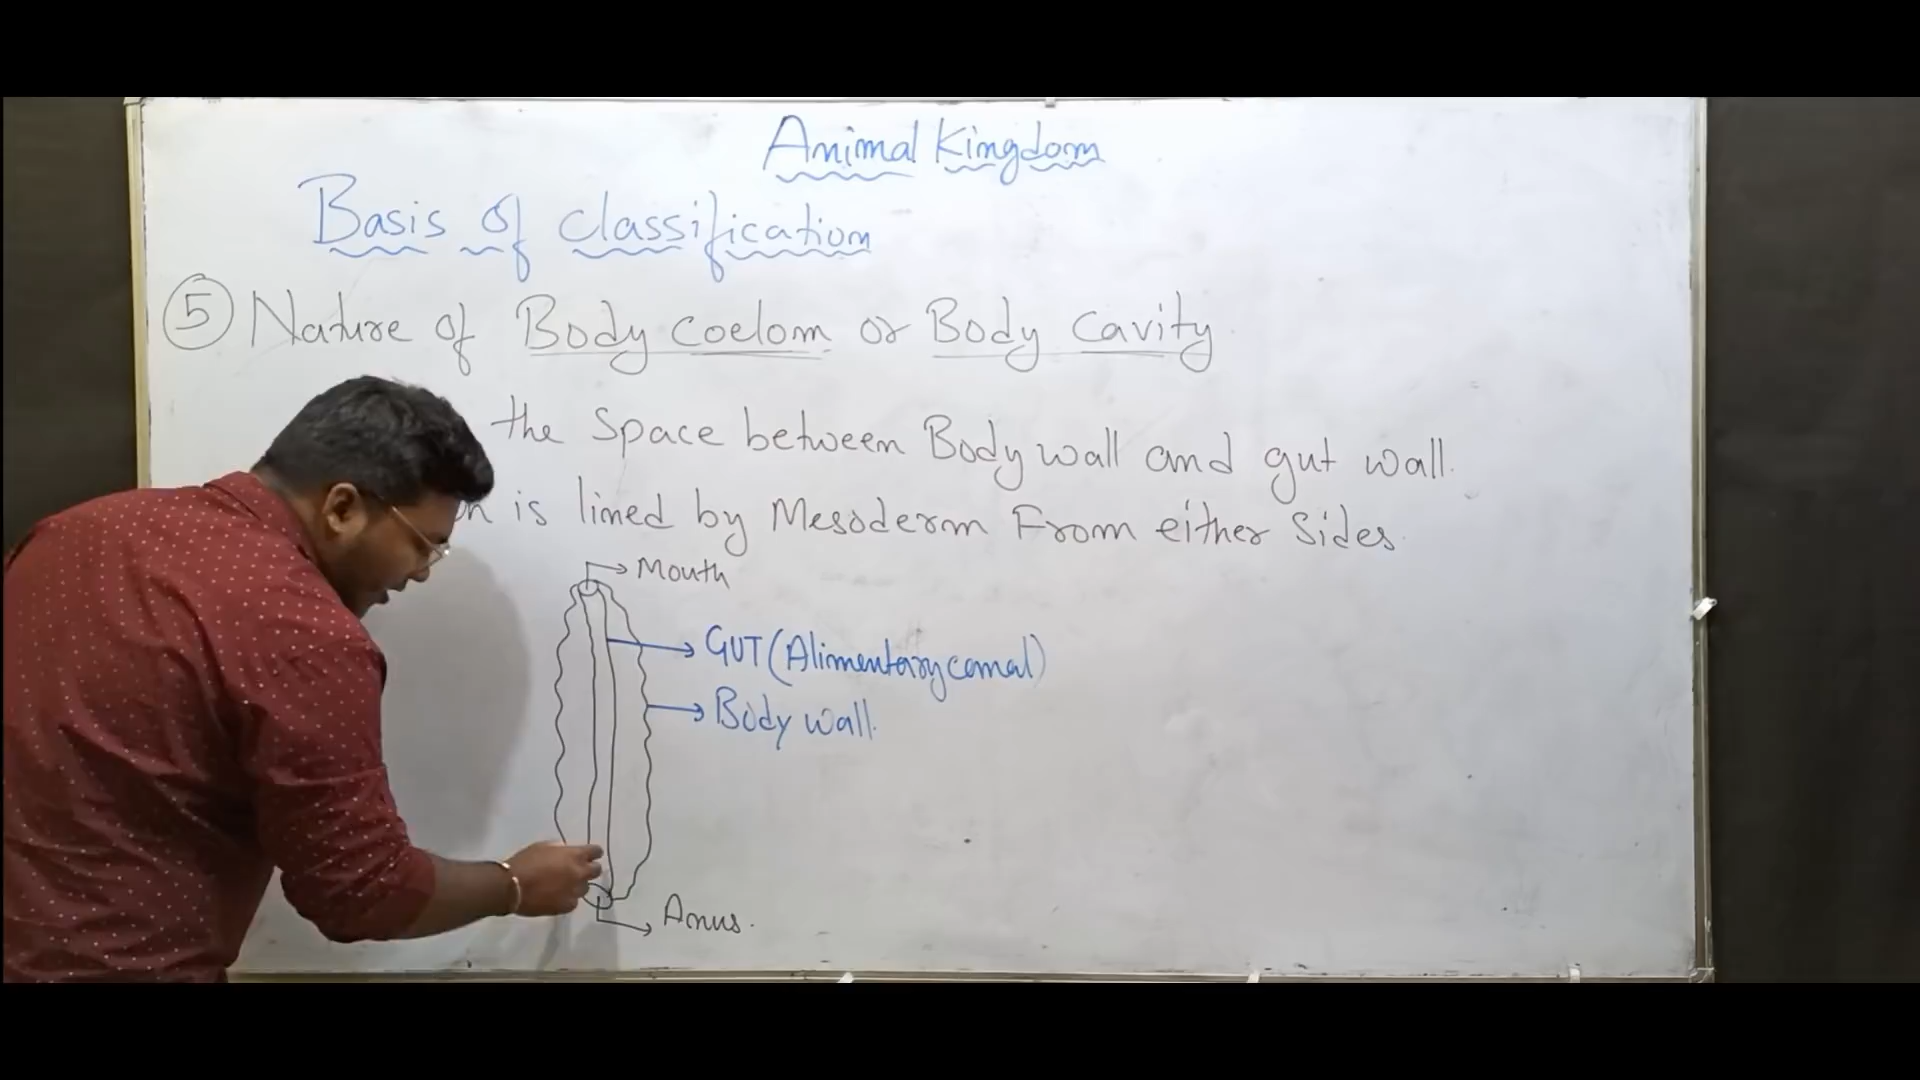 Animal Kingdom
Basis of classification
5 Nature of Body coelom or Body Cavity
the Space between Body wall and gut wall.
is lined by Mesoderm From either Sides.
Mouth
GUT (Alimentary canal)
Body wall.
Anus.